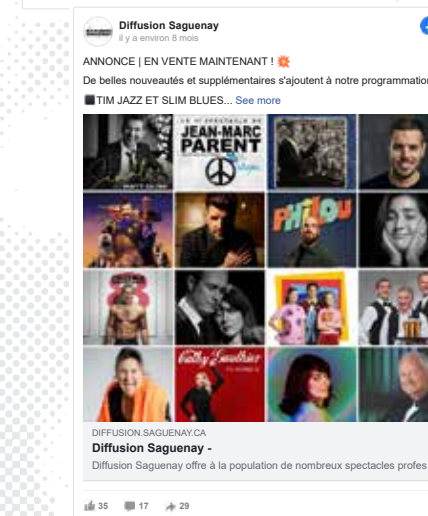 Diffusion Saguenay
il y a environ 8 mois
ANNONCE | EN VENTE MAINTENANT ! 💥
De belles nouveautés et supplémentaires s'ajoutent à notre programmation
TIM JAZZ ET SLIM BLUES... See more
JEAN-MARC
PARENT
PHILOU
Cathy Gauthier
DIFFUSION.SAGUENAY.CA
Diffusion Saguenay -
Diffusion Saguenay offre à la population de nombreux spectacles profes
35 17 29